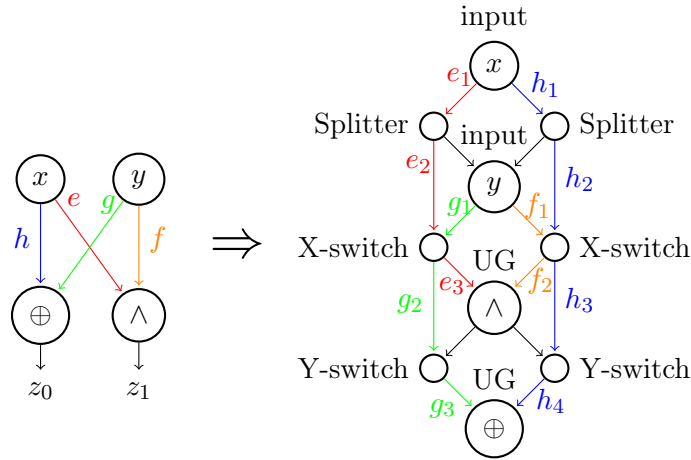 x
y
e
g
h
f
⊕
∧
z0
z1
⇒
input
x
e1
h1
Splitter
input
Splitter
e2
y
h2
g1
f1
X-switch
UG
X-switch
e3
f2
g2
∧
h3
Y-switch
UG
Y-switch
g3
h4
⊕